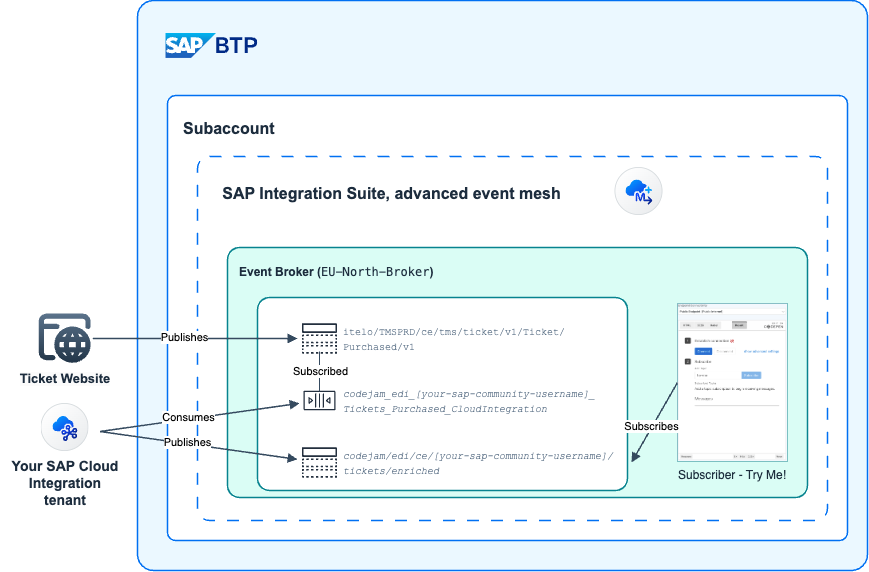 SAP BTP
Subaccount
SAP Integration Suite, advanced event mesh
M
Event Broker (EU-North-Broker)
itelo/TMSPRD/ce/tms/ticket/v1/Ticket/
Purchased/v1
Publishes
Ticket Website
Subscribed
codejam_edi_[your-sap-community-username]_
Tickets_Purchased_CloudIntegration
Consumes
Publishes
Your SAP Cloud
Integration
tenant
codejam/edi/ce/[your-sap-community-username]/
tickets/enriched
Subscribes
Subscriber - Try Me!